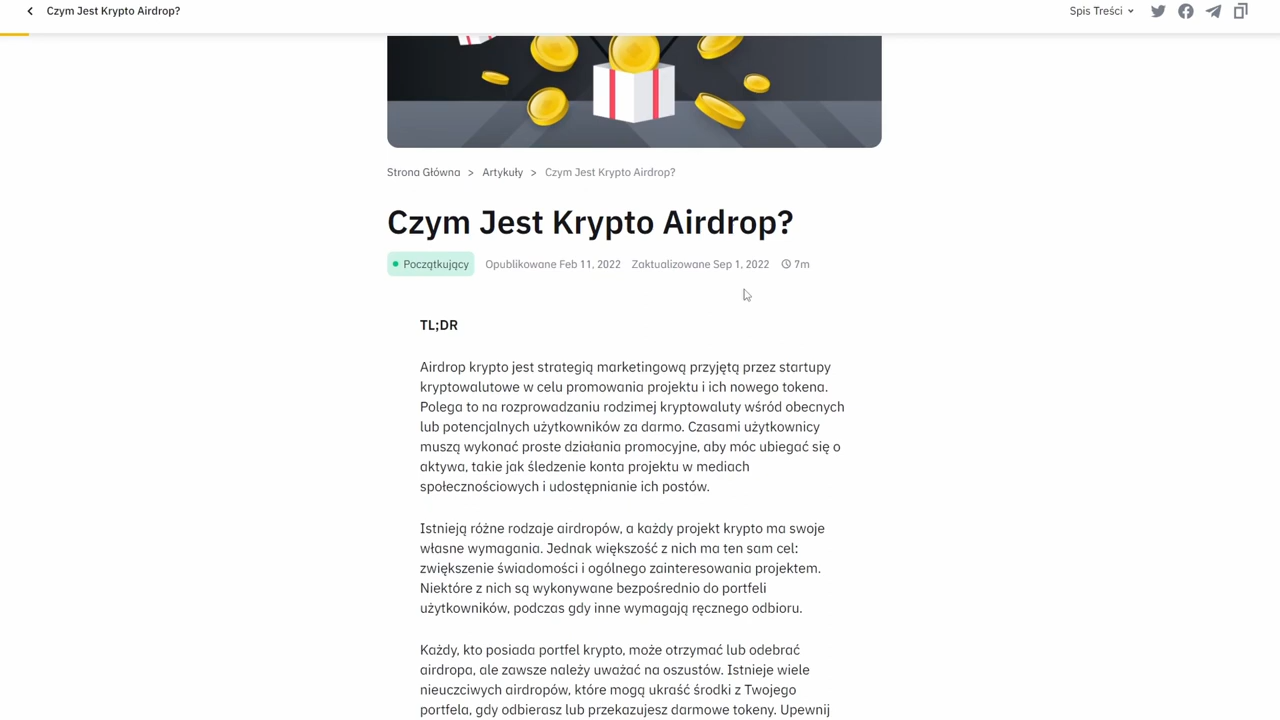 Czym Jest Krypto Airdrop?
Spis Treści
Strona Główna > Artykuły > Czym Jest Krypto Airdrop?
Czym Jest Krypto Airdrop?
Początkujący Opublikowane Feb 11, 2022 Zaktualizowane Sep 1, 2022 7m
TL;DR
Airdrop krypto jest strategią marketingową przyjętą przez startupy
kryptowalutowe w celu promowania projektu i ich nowego tokena.
Polega to na rozprowadzaniu rodzimej kryptowaluty wśród obecnych
lub potencjalnych użytkowników za darmo. Czasami użytkownicy
muszą wykonać proste działania promocyjne, aby móc ubiegać się o
aktywa, takie jak śledzenie konta projektu w mediach
społecznościowych i udostępnianie ich postów.
Istnieją różne rodzaje airdropów, a każdy projekt krypto ma swoje
własne wymagania. Jednak większość z nich ma ten sam cel:
zwiększenie świadomości i ogólnego zainteresowania projektem.
Niektóre z nich są wykonywane bezpośrednio do portfeli
użytkowników, podczas gdy inne wymagają ręcznego odbioru.
Każdy, kto posiada portfel krypto, może otrzymać lub odebrać
airdropa, ale zawsze należy uważać na oszustów. Istnieje wiele
nieuczciwych airdropów, które mogą ukraść środki z Twojego
portfela, gdy odbierasz lub przekazujesz darmowe tokeny. Upewnij